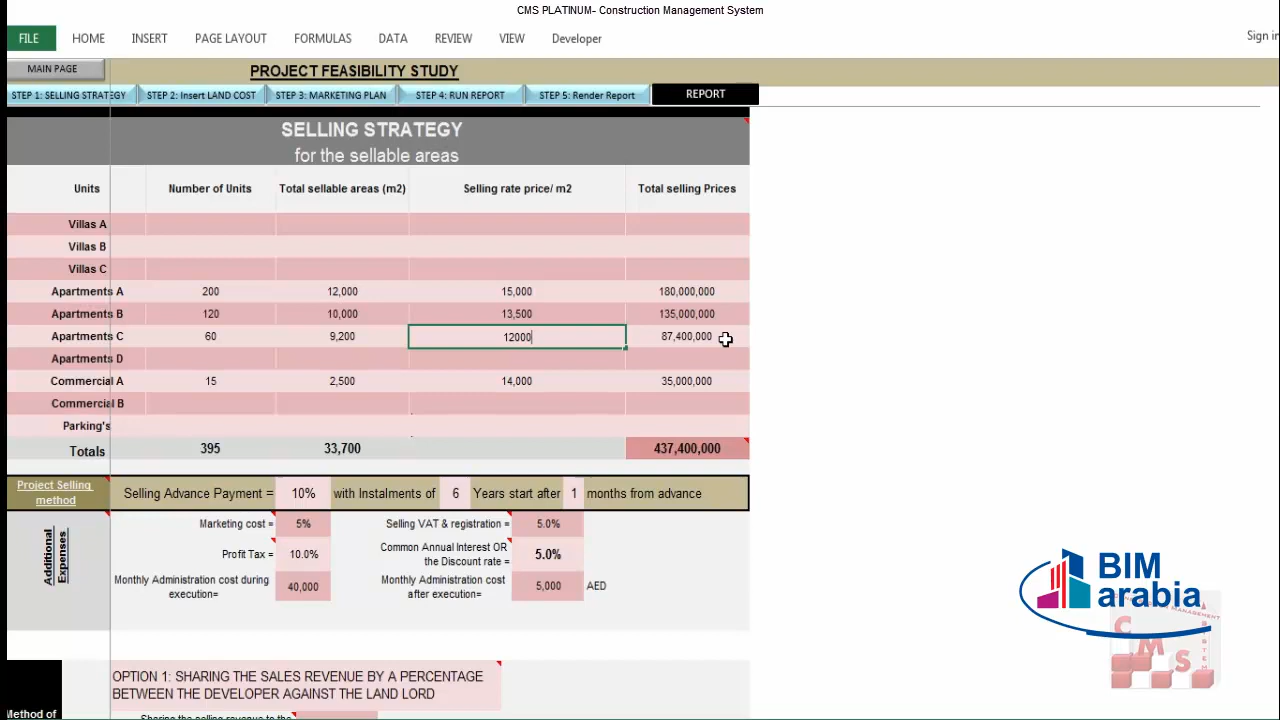 CMS PLATINUM- Construction Management System
FILE HOME INSERT PAGE LAYOUT FORMULAS DATA REVIEW VIEW Developer Sign in
MAIN PAGE PROJECT FEASIBILITY STUDY
STEP 1: SELLING STRATEGY STEP 2: Insert LAND COST STEP 3: MARKETING PLAN STEP 4: RUN REPORT STEP 5: Render Report REPORT
SELLING STRATEGY
for the sellable areas
Units Number of Units Total sellable areas (m2) Selling rate price/ m2 Total selling Prices
Villas A
Villas B
Villas C
Apartments A 200 12,000 15,000 180,000,000
Apartments B 120 10,000 13,500 135,000,000
Apartments C 60 9,200 12000 87,400,000
Apartments D
Commercial A 15 2,500 14,000 35,000,000
Commercial B
Parking's
Totals 395 33,700 437,400,000
Project Selling method Selling Advance Payment = 10% with Instalments of 6 Years start after 1 months from advance
Additional Expenses
Marketing cost = 5% Selling VAT & registration = 5.0%
Profit Tax = 10.0% Common Annual Interest OR the Discount rate = 5.0%
Monthly Administration cost during execution= 40,000 Monthly Administration cost after execution= 5,000 AED
BIM
arabia
CMS
OPTION 1: SHARING THE SALES REVENUE BY A PERCENTAGE
BETWEEN THE DEVELOPER AGAINST THE LAND LORD
Method of Sharing the selling revenue to the